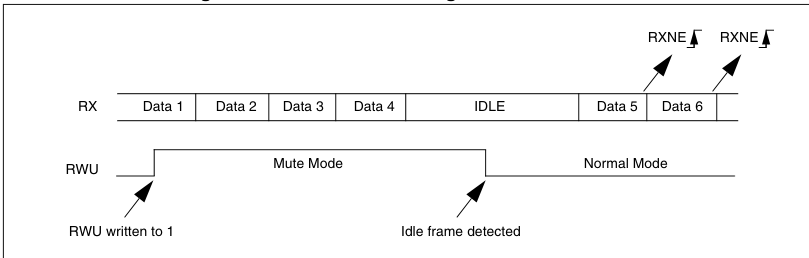 RXNE RXNE
RX Data 1 Data 2 Data 3 Data 4 IDLE Data 5 Data 6
RWU Mute Mode Normal Mode
RWU written to 1 Idle frame detected